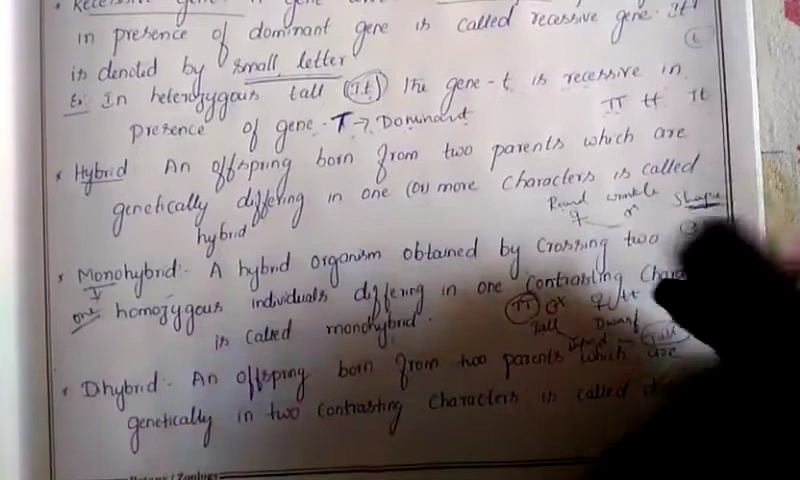 Recessive gene
in presence of dominant gene is called recessive gene. It
is denoted by small letter (t)
Ex: In heterozygous tall (Tt) the gene-t is recessive in
presence of gene-T → Dominant TT tt Tt
* Hybrid An offspring born from two parents which are
genetically differing in one (or) more characters is called
hybrid
Round wrinkle Shape
* Monohybrid:- A hybrid organism obtained by crossing two
one homozygous individuals differing in one contrasting
is called monohybrid. TT tt
Tall Dwarf
Tall
* Dhybrid:- An offspring born from two parents which are
genetically in two contrasting characters is called
Botany / Zoology